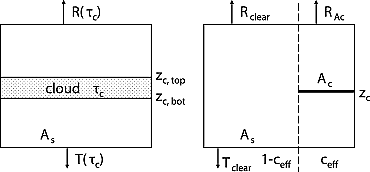 R(τc)
zc, top
cloud τc
zc, bot
As
T(τc)
Rclear
RAc
Ac
zc
As
Tclear
1-ceff
ceff